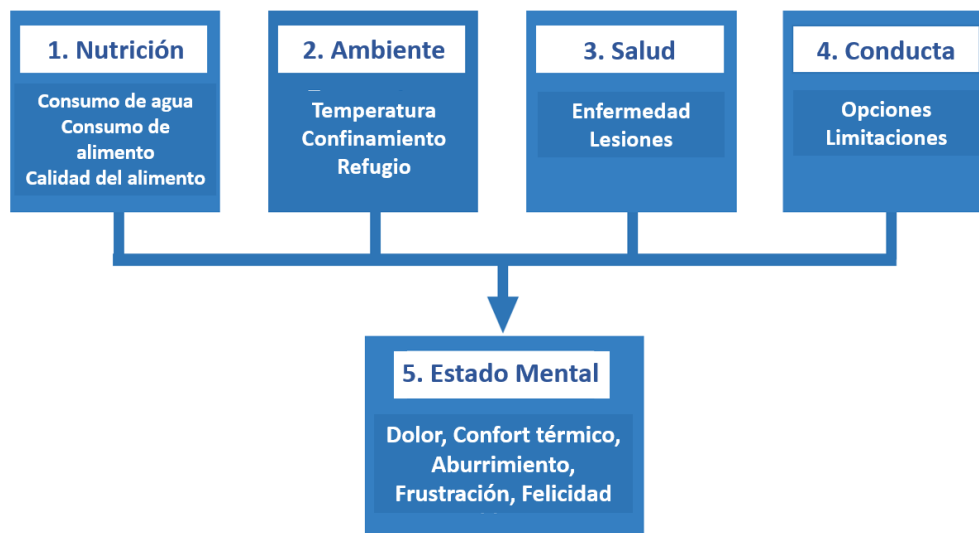 1. Nutrición
Consumo de agua
Consumo de
alimento
Calidad del alimento
2. Ambiente
Temperatura
Confinamiento
Refugio
3. Salud
Enfermedad
Lesiones
4. Conducta
Opciones
Limitaciones
5. Estado Mental
Dolor, Confort térmico,
Aburrimiento,
Frustración, Felicidad